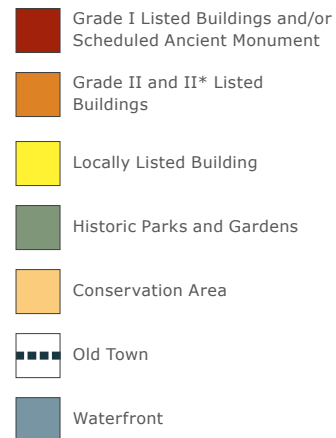 Grade I Listed Buildings and/or
Scheduled Ancient Monument
Grade II and II* Listed
Buildings
Locally Listed Building
Historic Parks and Gardens
Conservation Area
Old Town
Waterfront